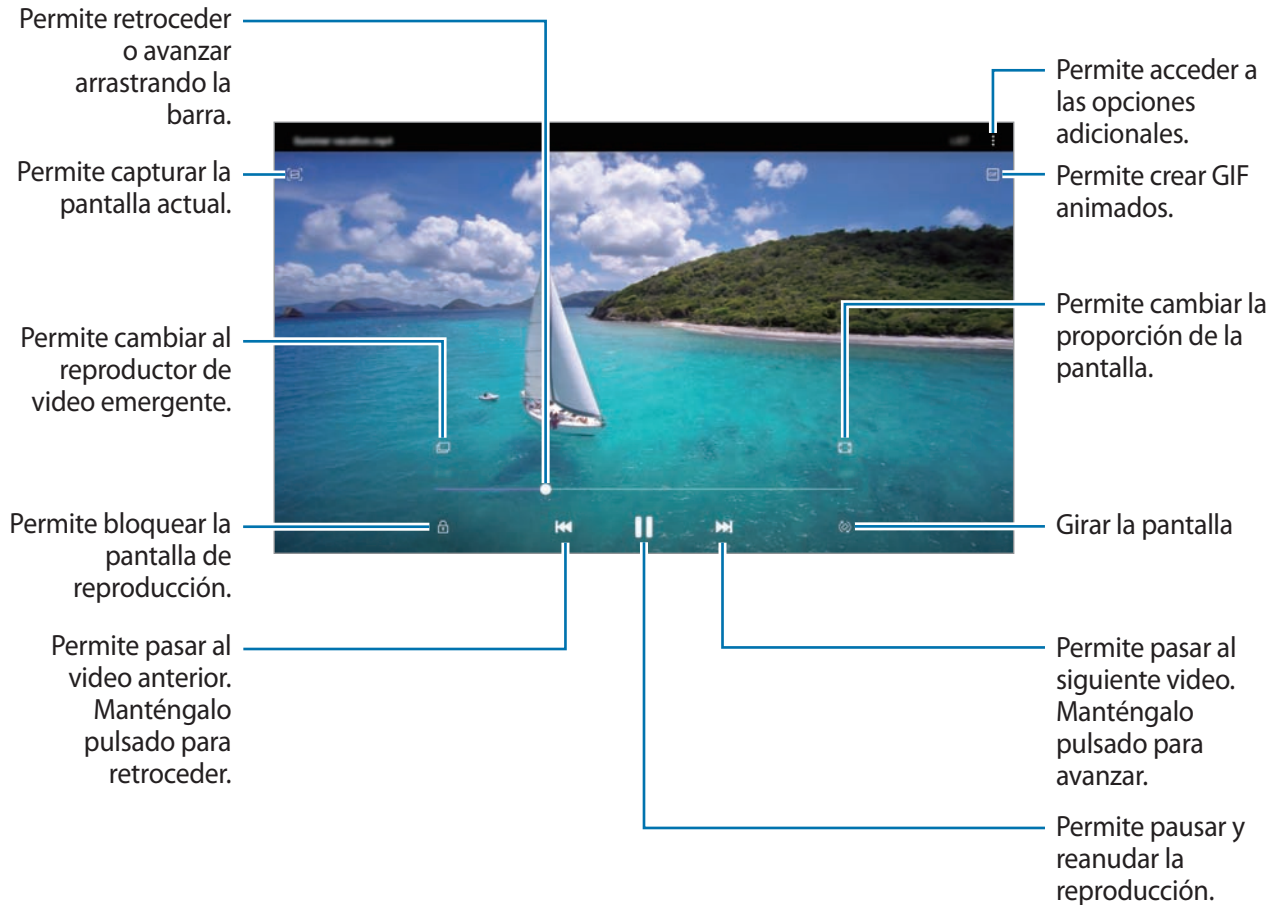 Permite retroceder
o avanzar
arrastrando la
barra.
Permite capturar la
pantalla actual.
Permite cambiar al
reproductor de
video emergente.
Permite bloquear la
pantalla de
reproducción.
Permite pasar al
video anterior.
Manténgalo
pulsado para
retroceder.
GIF
Permite acceder a
las opciones
adicionales.
Permite crear GIF
animados.
Permite cambiar la
proporción de la
pantalla.
Girar la pantalla
Permite pasar al
siguiente video.
Manténgalo
pulsado para
avanzar.
Permite pausar y
reanudar la
reproducción.